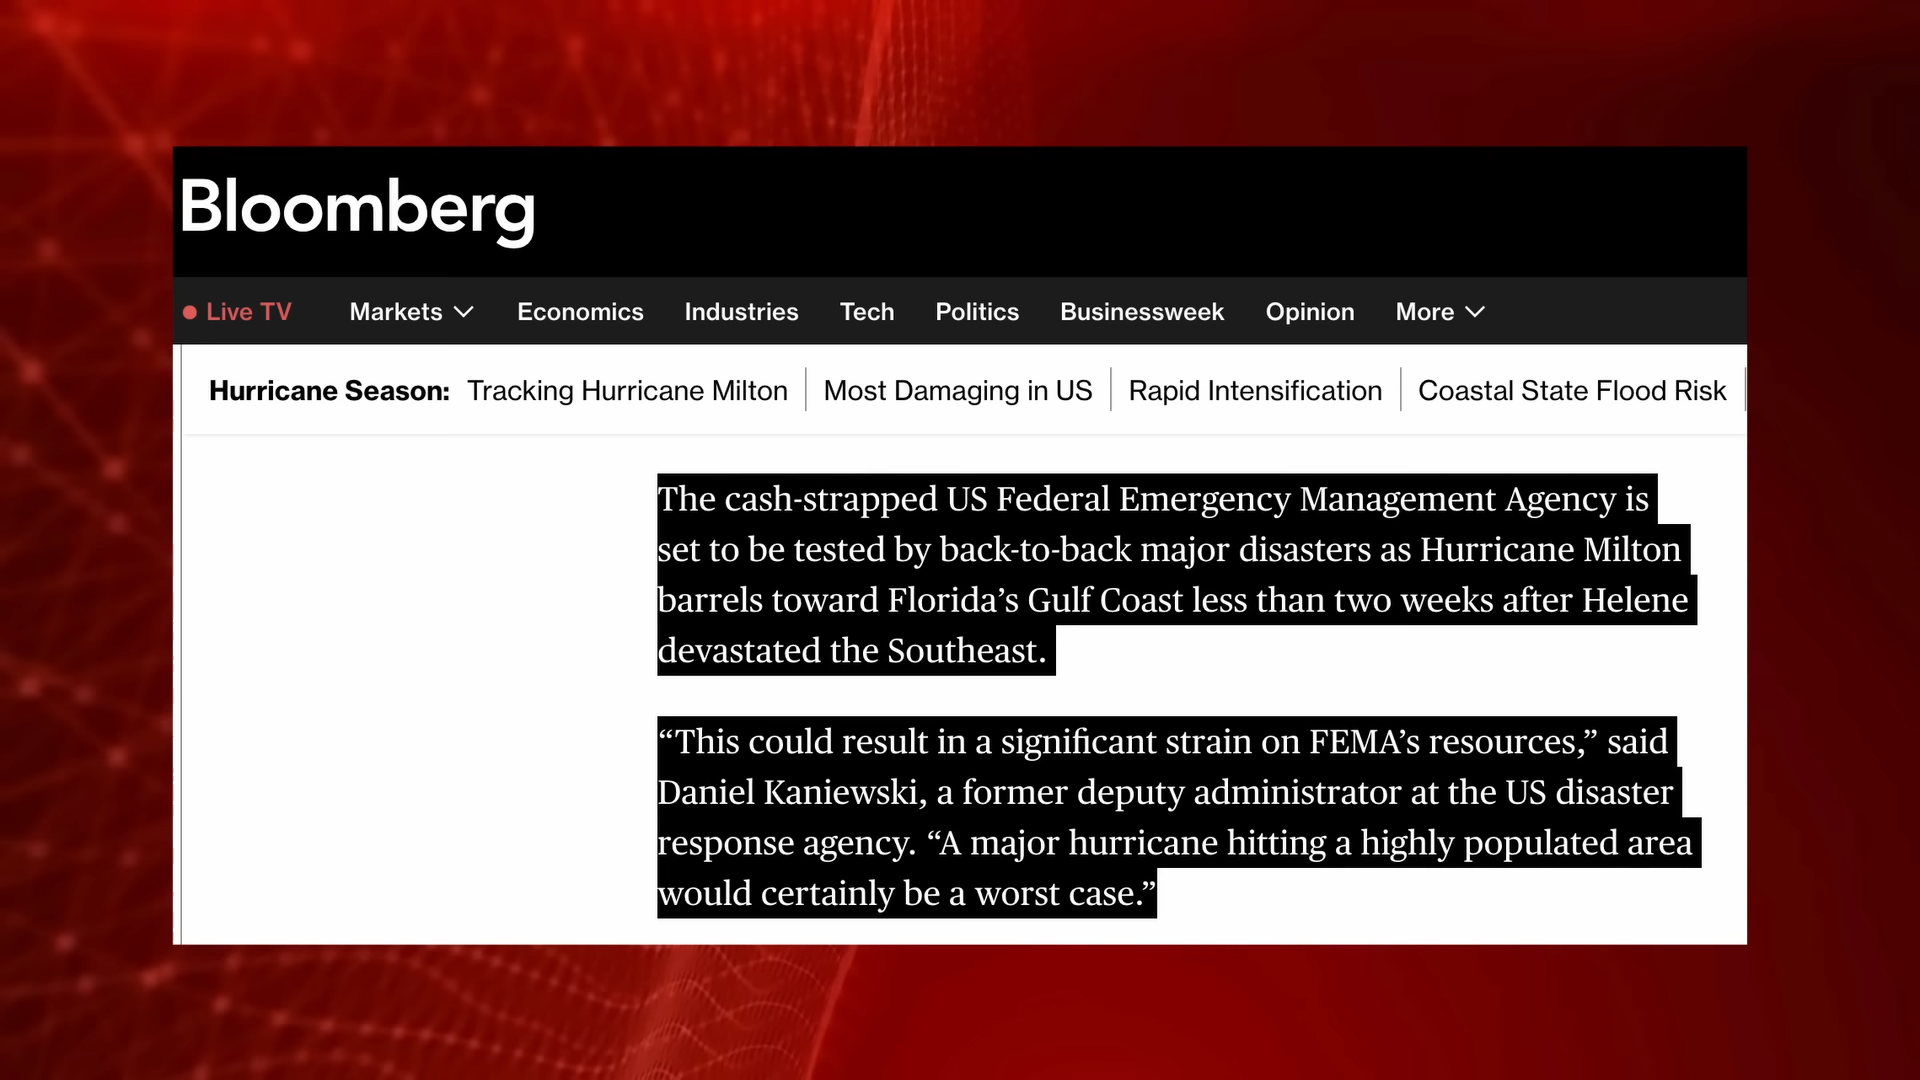 Bloomberg
Live TV Markets Economics Industries Tech Politics Businessweek Opinion More
Hurricane Season: Tracking Hurricane Milton Most Damaging in US Rapid Intensification Coastal State Flood Risk
The cash-strapped US Federal Emergency Management Agency is
set to be tested by back-to-back major disasters as Hurricane Milton
barrels toward Florida’s Gulf Coast less than two weeks after Helene
devastated the Southeast.
“This could result in a significant strain on FEMA’s resources,” said
Daniel Kaniewski, a former deputy administrator at the US disaster
response agency. “A major hurricane hitting a highly populated area
would certainly be a worst case.”